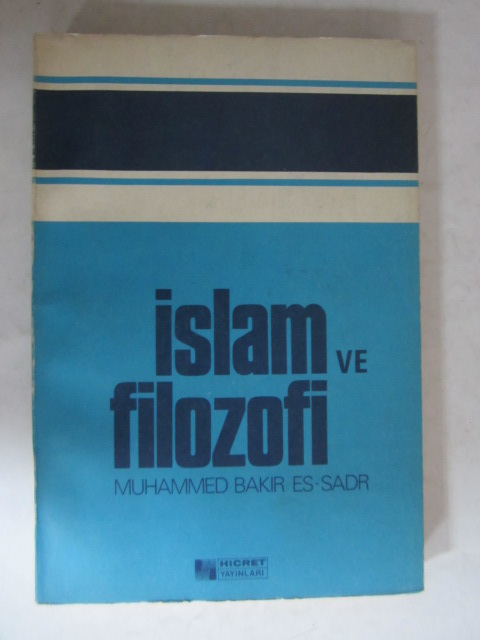 islam VE
filozofi
MUHAMMED BAKIR ES-SADR
HİCRET
YAYINLARI